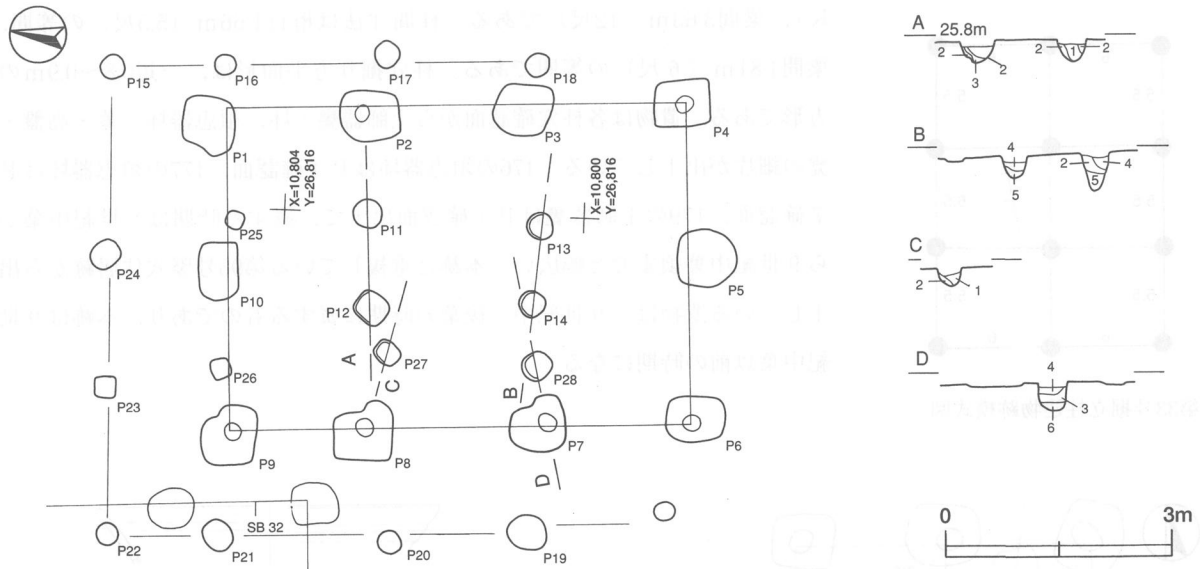 P15
P16
P17
P18
P1
P2
P3
P4
X=10,804
Y=26,816
X=10,800
Y=26,816
P25
P11
P13
P24
P10
P5
P12
P14
A
C
P27
B
P28
P26
P23
P9
P8
P7
P6
D
SB 32
P22
P21
P20
P19
A 25.8m
2 3 2 2 1 2
B
4 5 2 5 4
C
2 1
D
4 3 6
0 3m